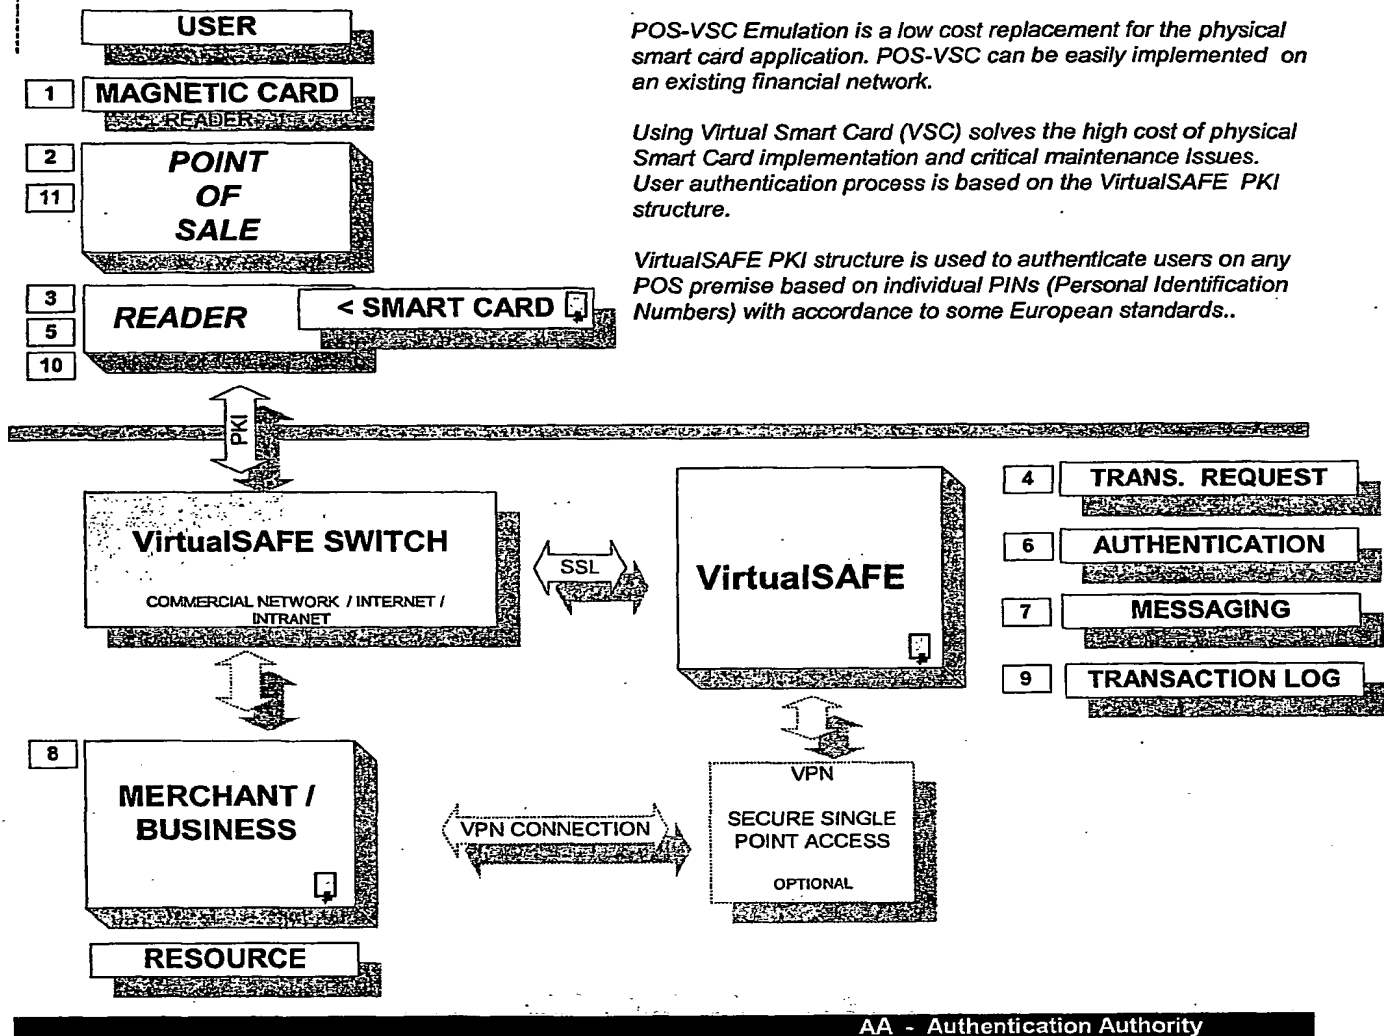 USER
1
MAGNETIC CARD
READER
2
11
POINT
OF
SALE
3
5
10
READER
< SMART CARD
POS-VSC Emulation is a low cost replacement for the physical
smart card application. POS-VSC can be easily implemented on
an existing financial network.
Using Virtual Smart Card (VSC) solves the high cost of physical
Smart Card implementation and critical maintenance issues.
User authentication process is based on the VirtualSAFE PKI
structure.
VirtualSAFE PKI structure is used to authenticate users on any
POS premise based on individual PINs (Personal Identification
Numbers) with accordance to some European standards..
PKI
VirtualSAFE SWITCH
COMMERCIAL NETWORK / INTERNET /
INTRANET
SSL
VirtualSAFE
4
TRANS. REQUEST
6
AUTHENTICATION
7
MESSAGING
9
TRANSACTION LOG
8
MERCHANT /
BUSINESS
VPN CONNECTION
VPN
SECURE SINGLE
POINT ACCESS
OPTIONAL
RESOURCE
AA - Authentication Authority